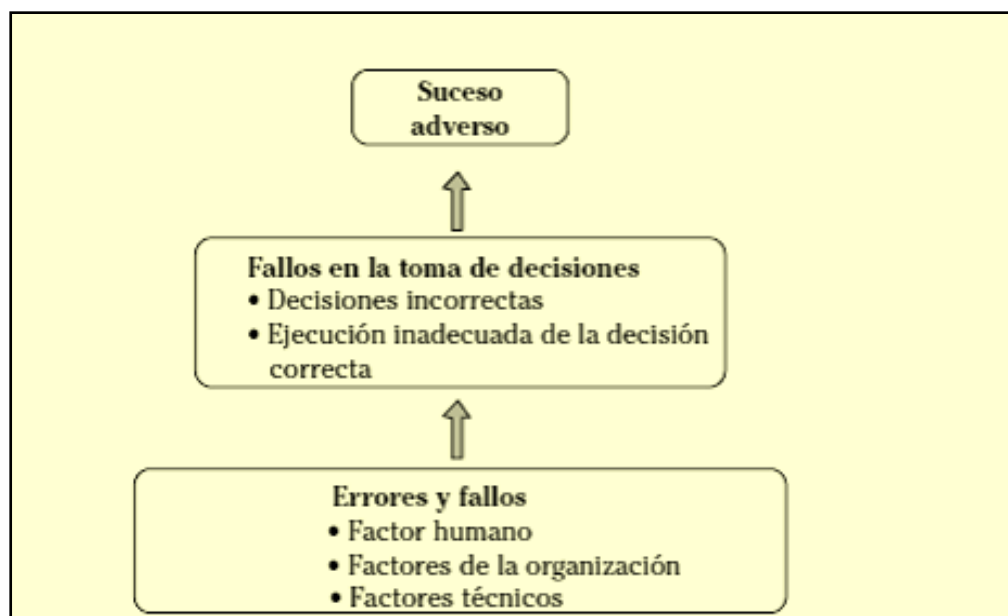 Suceso
adverso
Fallos en la toma de decisiones
• Decisiones incorrectas
• Ejecución inadecuada de la decisión
correcta
Errores y fallos
• Factor humano
• Factores de la organización
• Factores técnicos